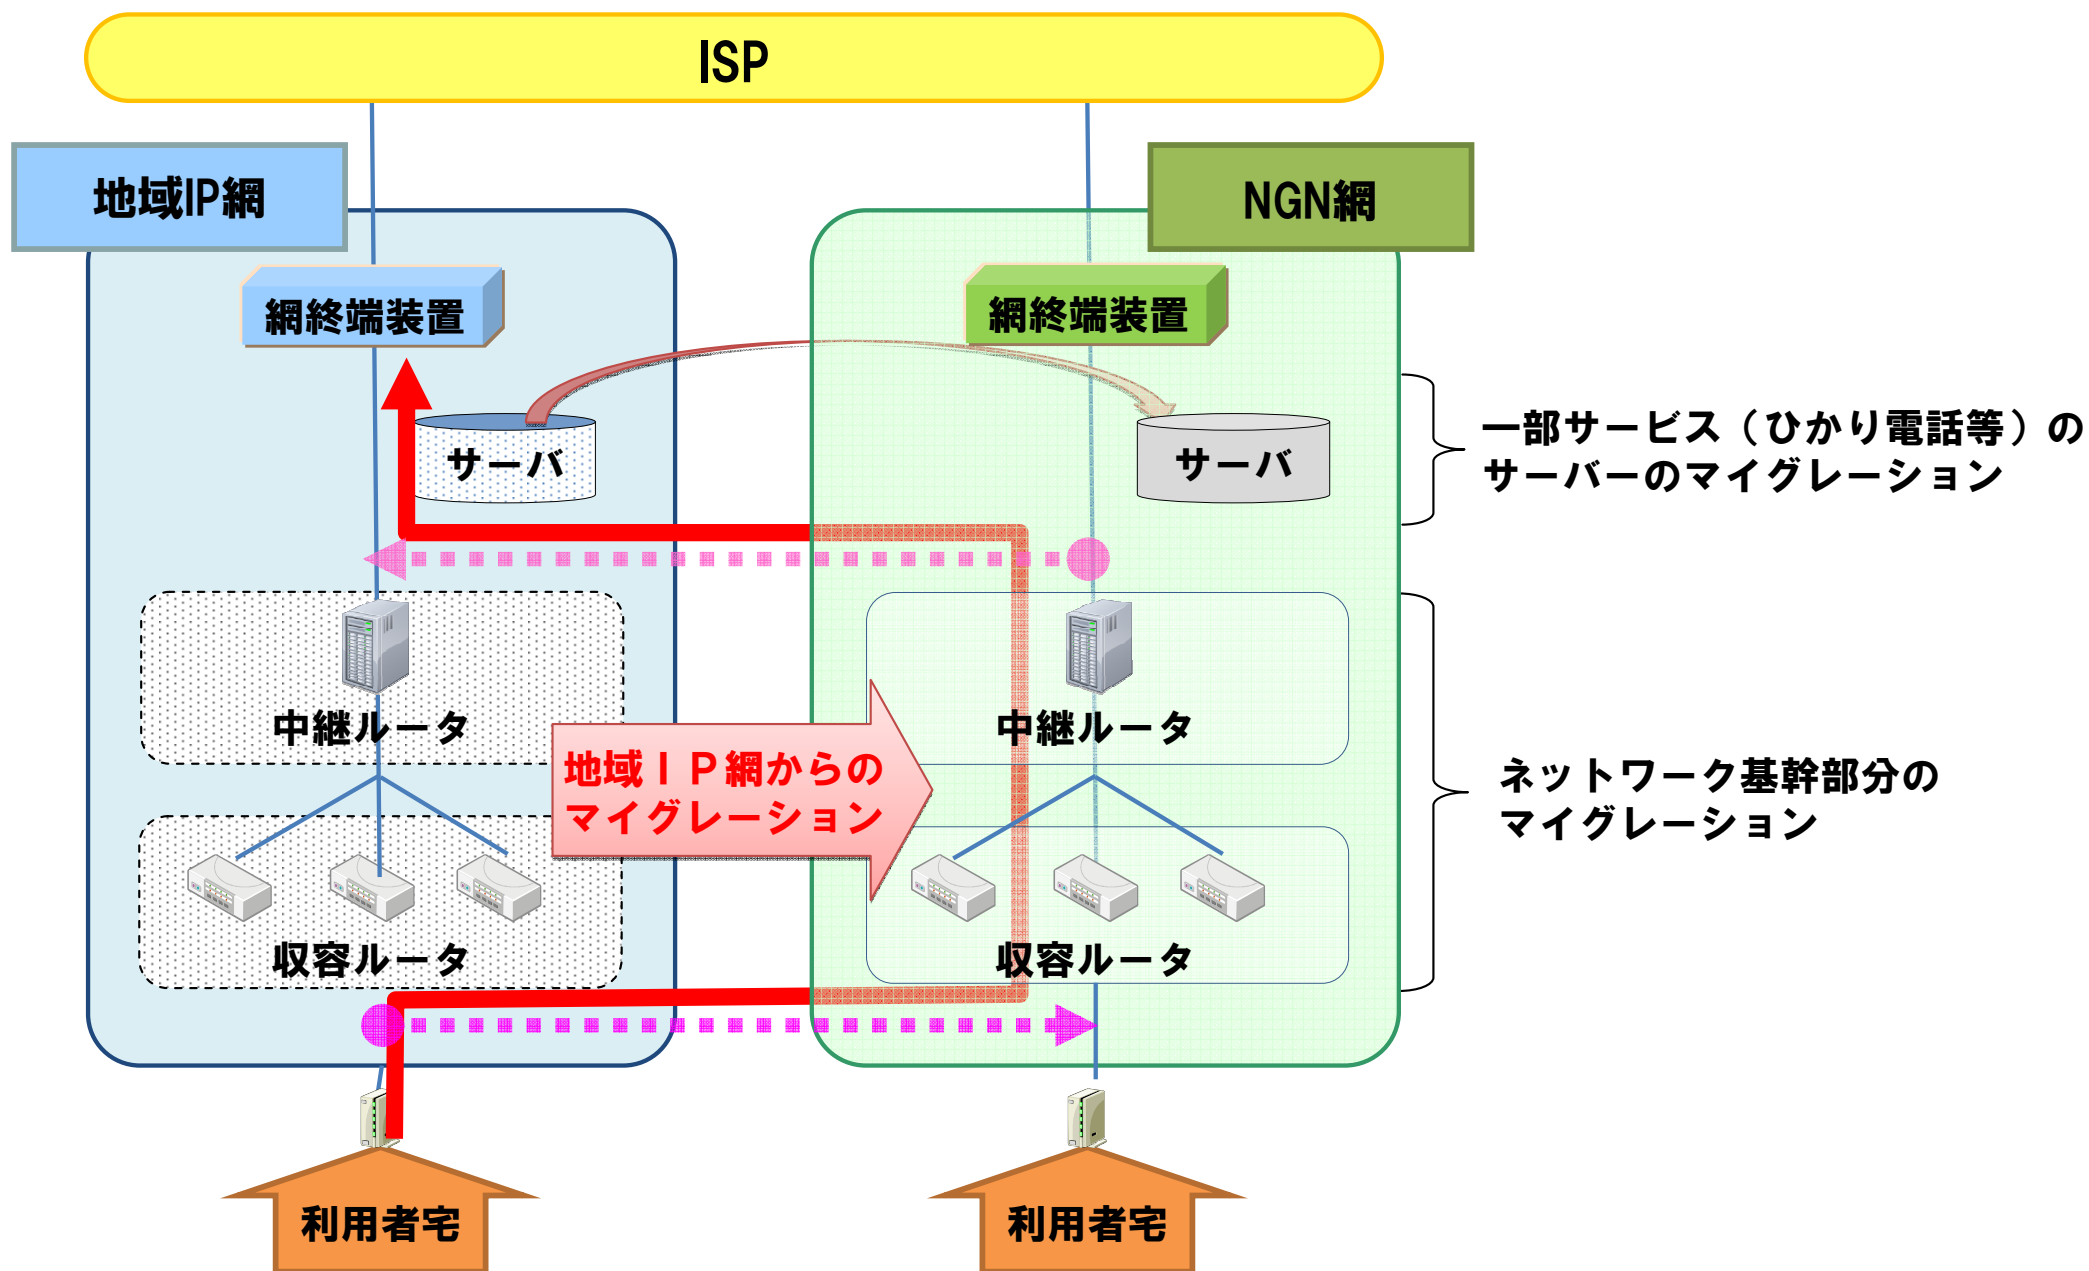 ISP
地域IP網
NGN網
網終端装置
網終端装置
サーバ
サーバ
一部サービス（ひかり電話等）の
サーバーのマイグレーション
中継ルータ
中継ルータ
地域ＩＰ網からの
マイグレーション
ネットワーク基幹部分の
マイグレーション
収容ルータ
収容ルータ
利用者宅
利用者宅